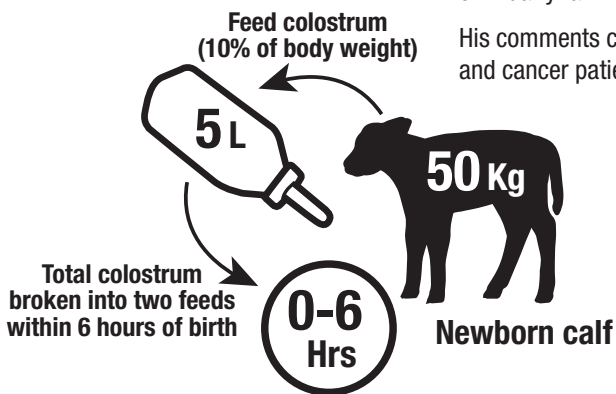 Feed colostrum
(10% of body weight)
His comments c
and cancer patie
5 L
50 Kg
Total colostrum
broken into two feeds
within 6 hours of birth
0-6
Hrs
Newborn calf